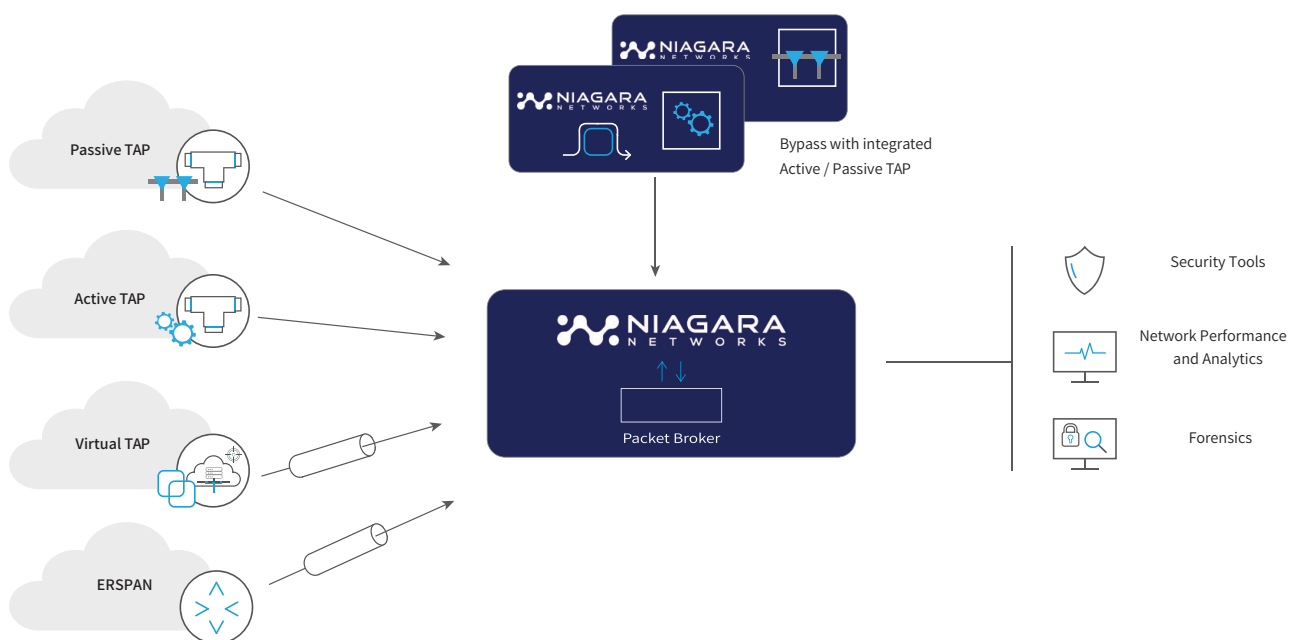 NIAGARA
NETWORKS
NIAGARA
NETWORKS
Bypass with integrated
Active / Passive TAP
Passive TAP
Active TAP
Virtual TAP
ERSPAN
NIAGARA
NETWORKS
Packet Broker
Security Tools
Network Performance
and Analytics
Forensics